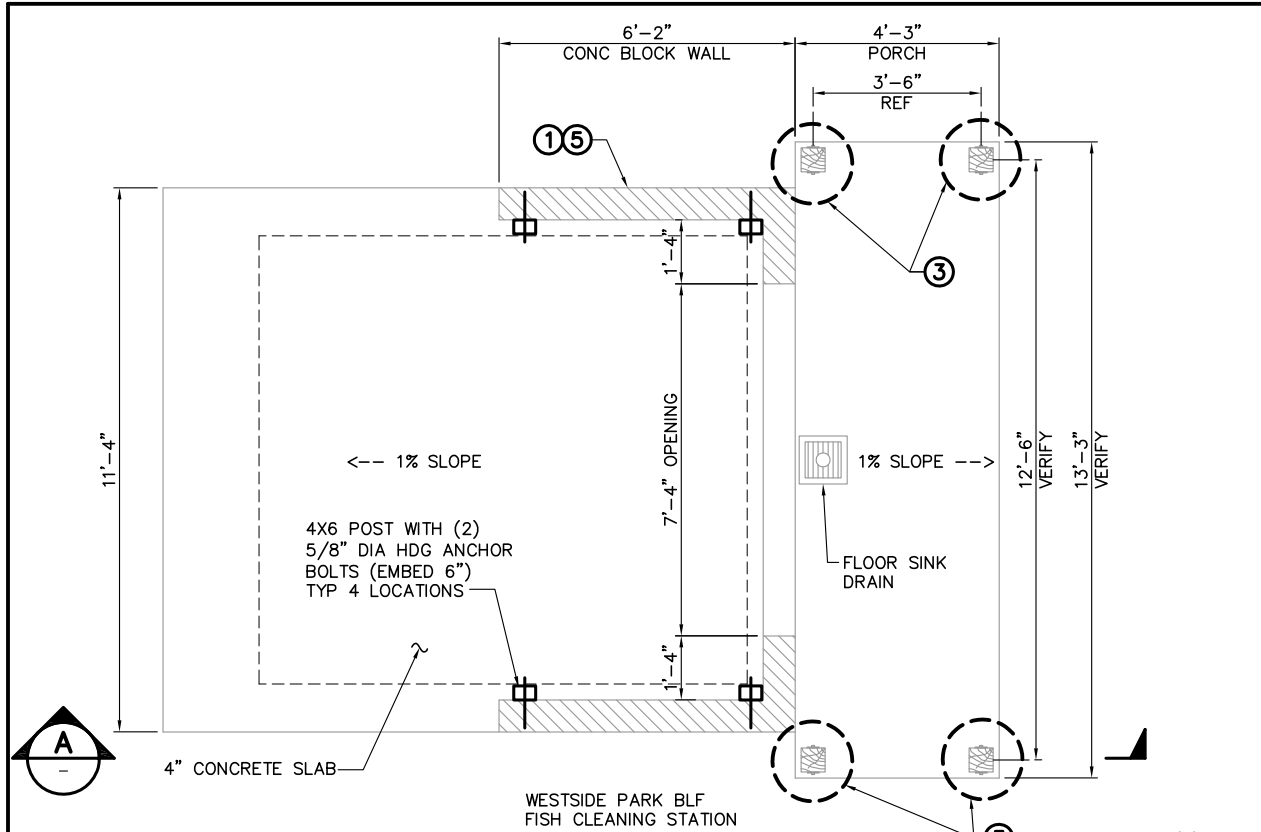 6'-2"
CONC BLOCK WALL
4'-3"
PORCH
3'-6"
REF
1 5
3
1'-4"
7'-4" OPENING
1'-4"
11'-4"
<-- 1% SLOPE
1% SLOPE -->
12'-6"
VERIFY
13'-3"
VERIFY
4X6 POST WITH (2)
5/8" DIA HDG ANCHOR
BOLTS (EMBED 6")
TYP 4 LOCATIONS
FLOOR SINK
DRAIN
A
-
4" CONCRETE SLAB
WESTSIDE PARK BLF
FISH CLEANING STATION